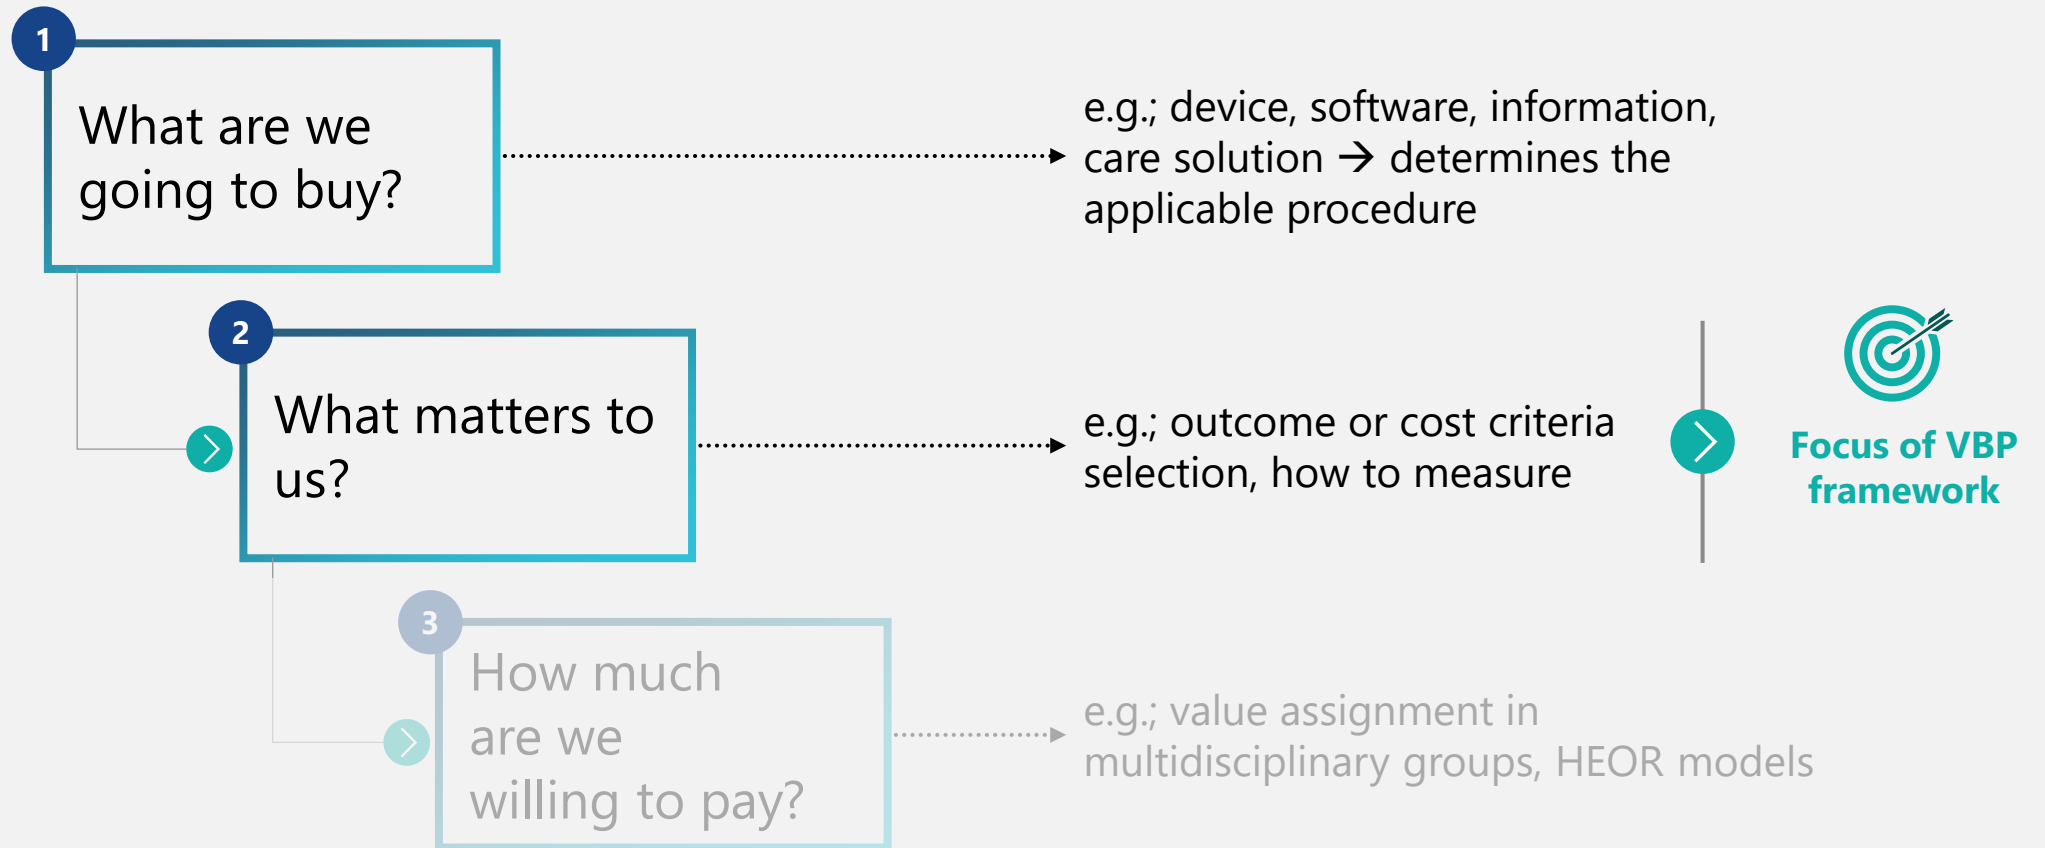 1
What are we
going to buy?
e.g.; device, software, information,
care solution → determines the
applicable procedure
2
What matters to
us?
e.g.; outcome or cost criteria
selection, how to measure
Focus of VBP
framework
3
How much
are we
willing to pay?
e.g.; value assignment in
multidisciplinary groups, HEOR models